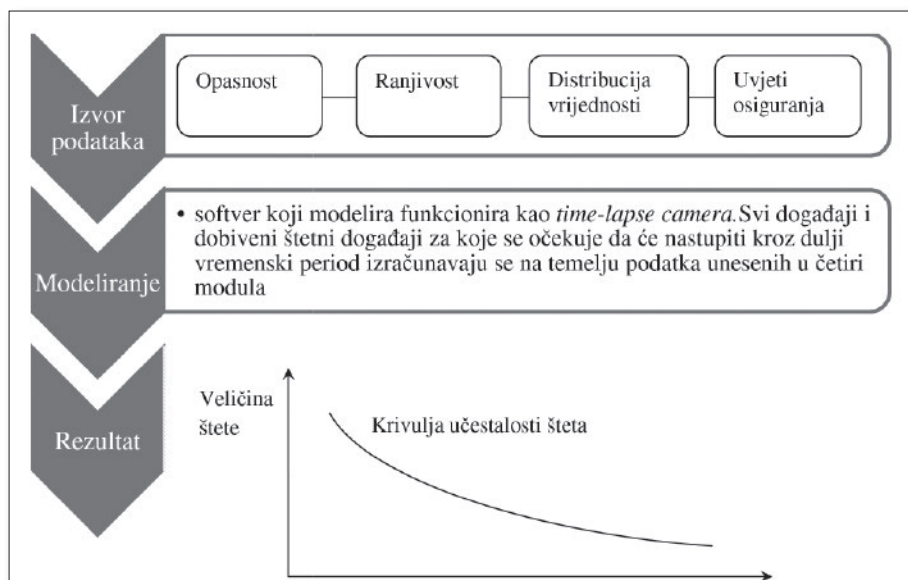 Izvor
podataka
Opasnost
Ranjivost
Distribucija
vrijednosti
Uvjeti
osiguranja
Modeliranje
• softver koji modelira funkcionira kao time-lapse camera.Svi događaji i
dobiveni štetni događaji za koje se očekuje da će nastupiti kroz dulji
vremenski period izračunavaju se na temelju podatka unesenih u četiri
modula
Rezultat
Veličina
štete
Krivulja učestalosti šteta